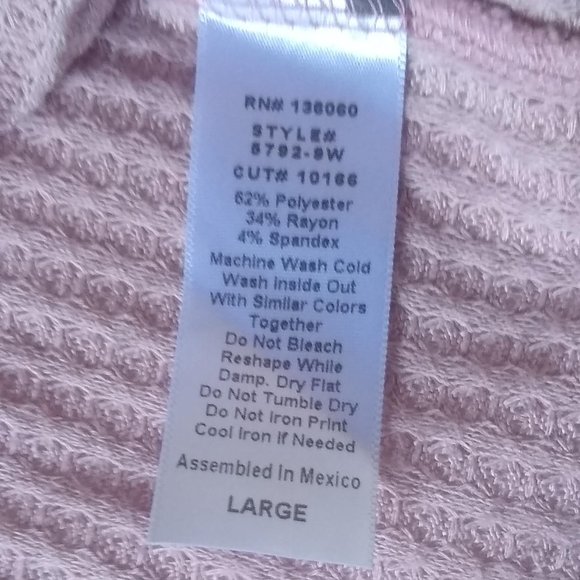 RN# 136060
STYLE#
5792-9W
CUT# 10166
62% Polyester
34% Rayon
4% Spandex
Machine Wash Cold
Wash Inside Out
With Similar Colors
Together
Do Not Bleach
Reshape While
Damp. Dry Flat
Do Not Tumble Dry
Do Not Iron Print
Cool Iron If Needed
Assembled In Mexico
LARGE